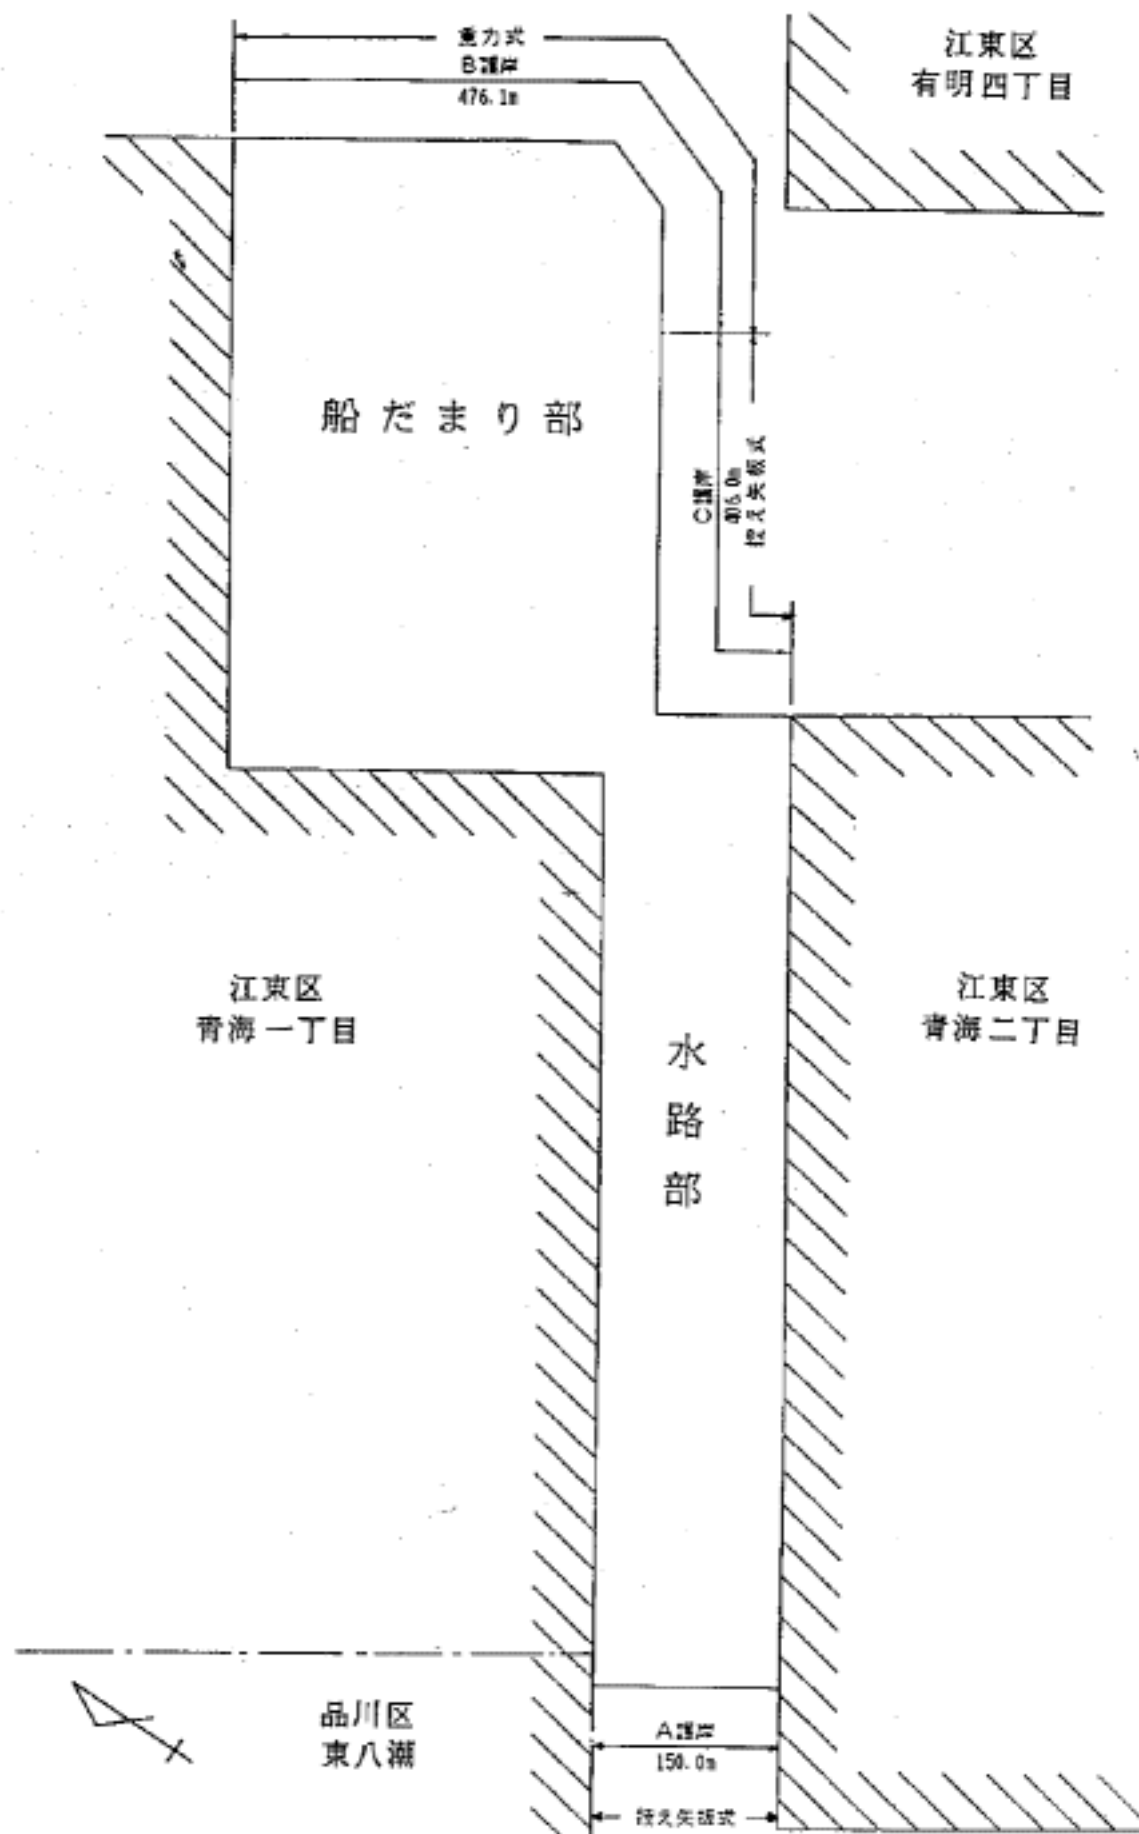 重力式
B護岸
476.1m
江東区
有明四丁目
船だまり部
C護岸
406.0m
控え矢板式
江東区
青海一丁目
水路部
江東区
青海二丁目
品川区
東八潮
A護岸
150.0m
控え矢板式